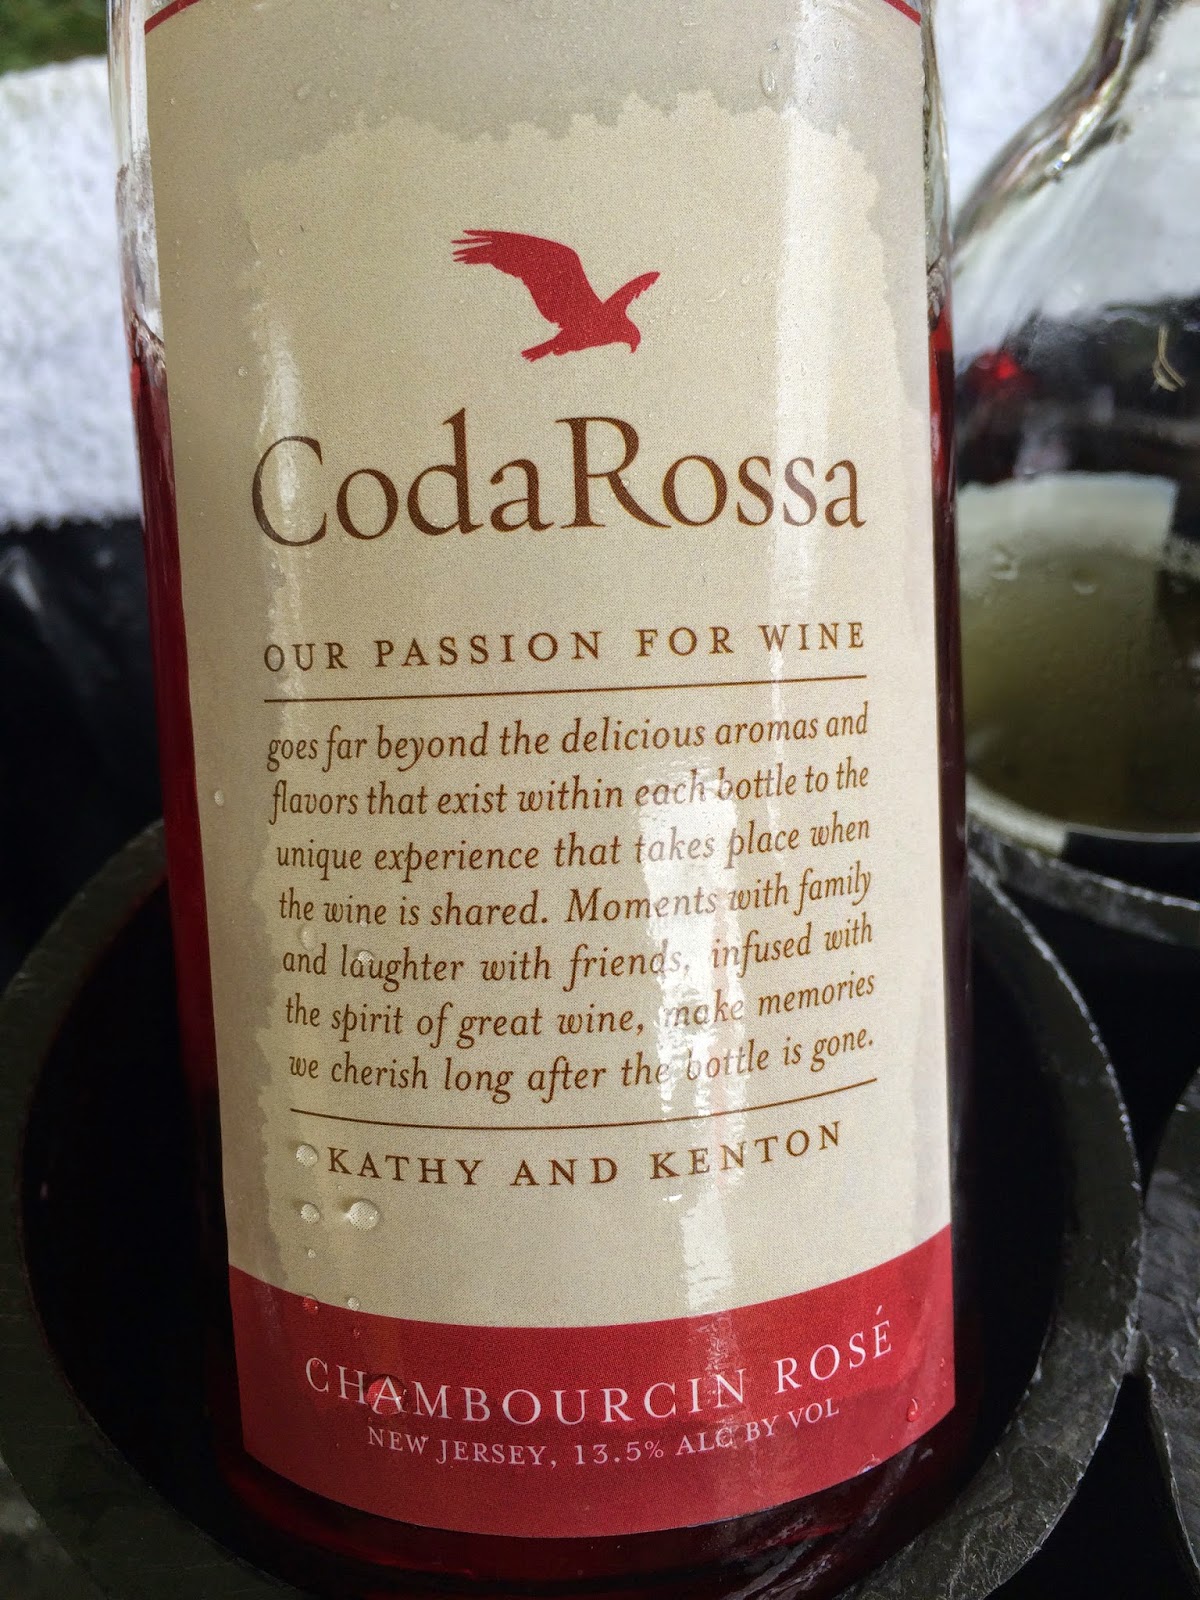 CodaRossa
OUR PASSION FOR WINE
goes far beyond the delicious aromas and
flavors that exist within each bottle to the
unique experience that takes place when
the wine is shared. Moments with family
and laughter with friends, infused with
the spirit of great wine, make memories
we cherish long after the bottle is gone.
KATHY AND KENTON
CHAMBOURCIN ROSÉ
NEW JERSEY, 13.5% ALC BY VOL